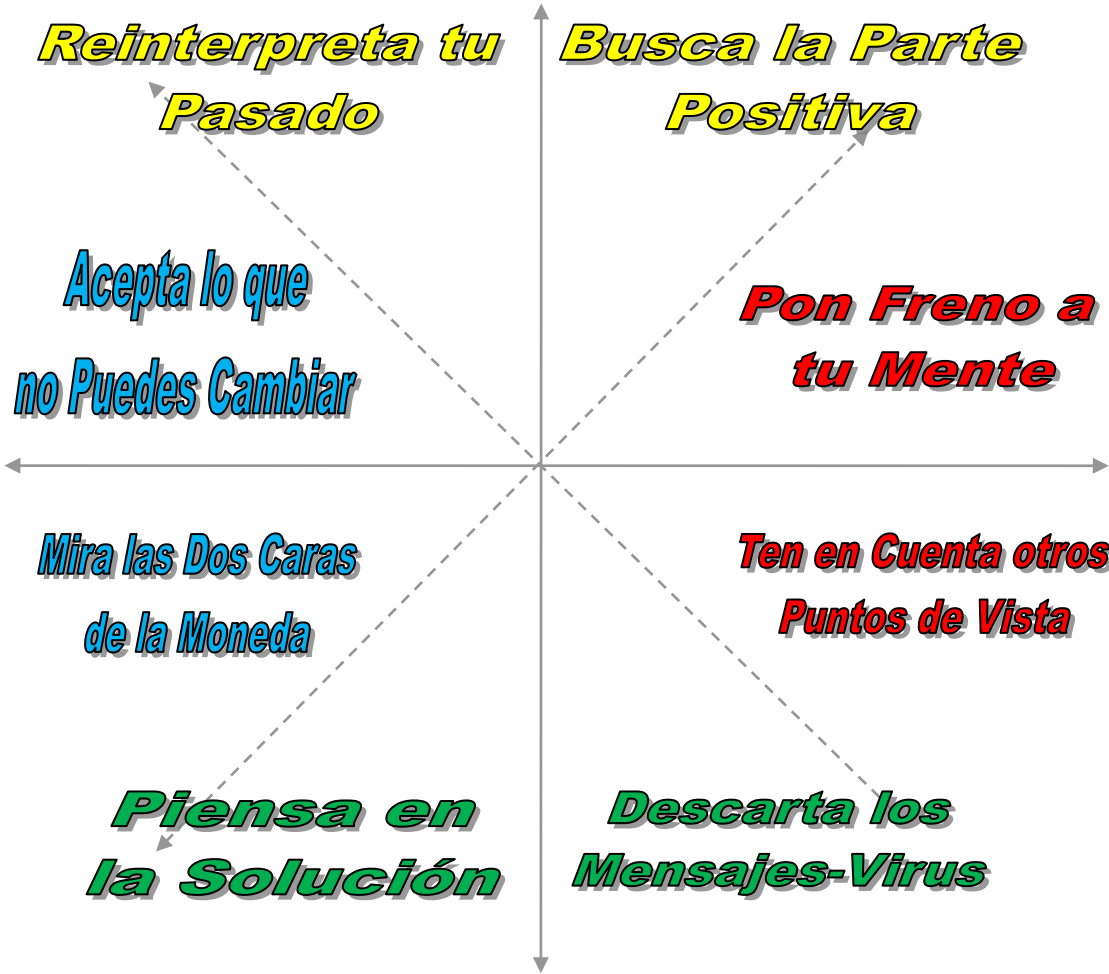 Reinterpreta tu
Pasado
Busca la Parte
Positiva
Acepta lo que
no Puedes Cambiar
Pon Freno a
tu Mente
Mira las Dos Caras
de la Moneda
Ten en Cuenta otros
Puntos de Vista
Piensa en
la Solución
Descarta los
Mensajes-Virus